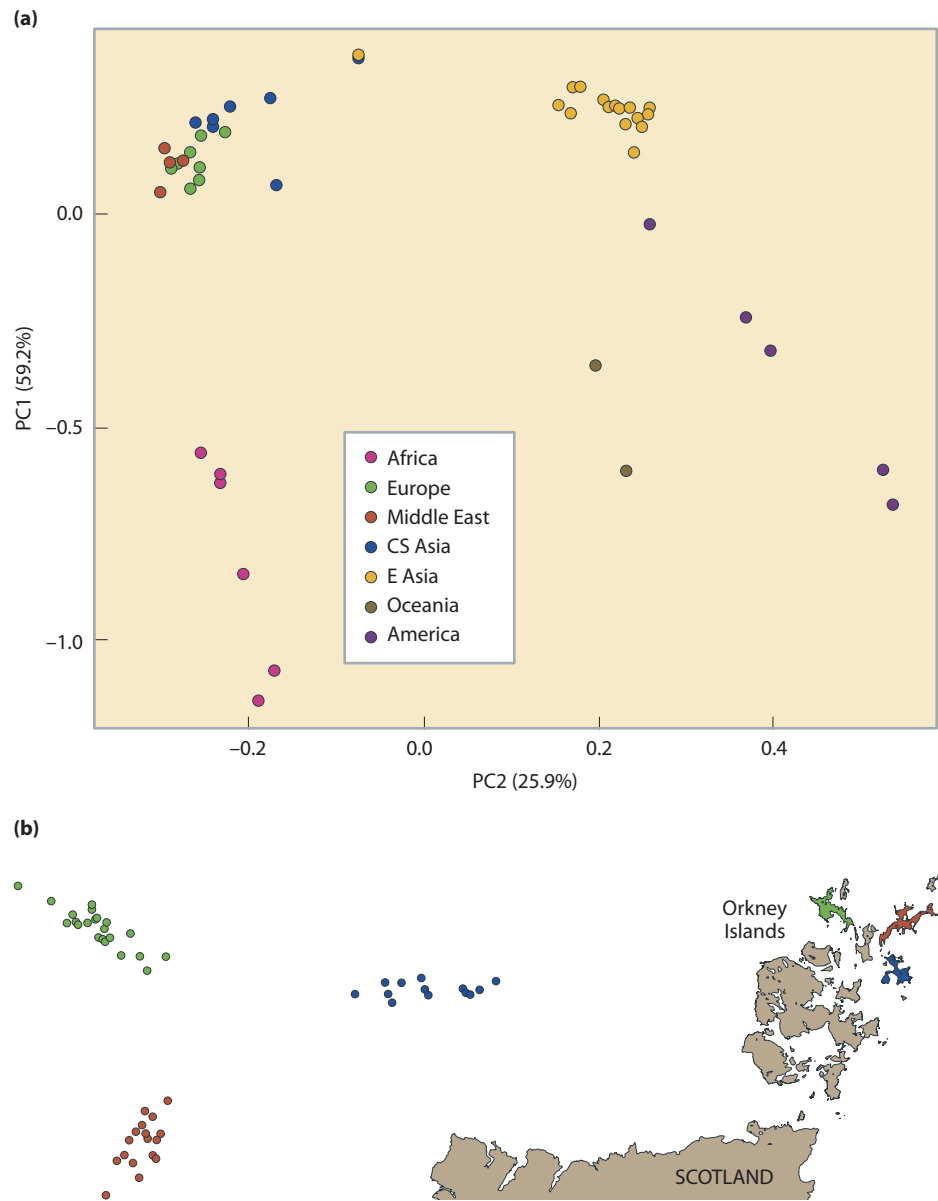 (a)
0.0
−0.5
−1.0
PC1 (59.2%)
Africa
Europe
Middle East
CS Asia
E Asia
Oceania
America
−0.2
0.0
0.2
0.4
PC2 (25.9%)
(b)
Orkney
Islands
SCOTLAND